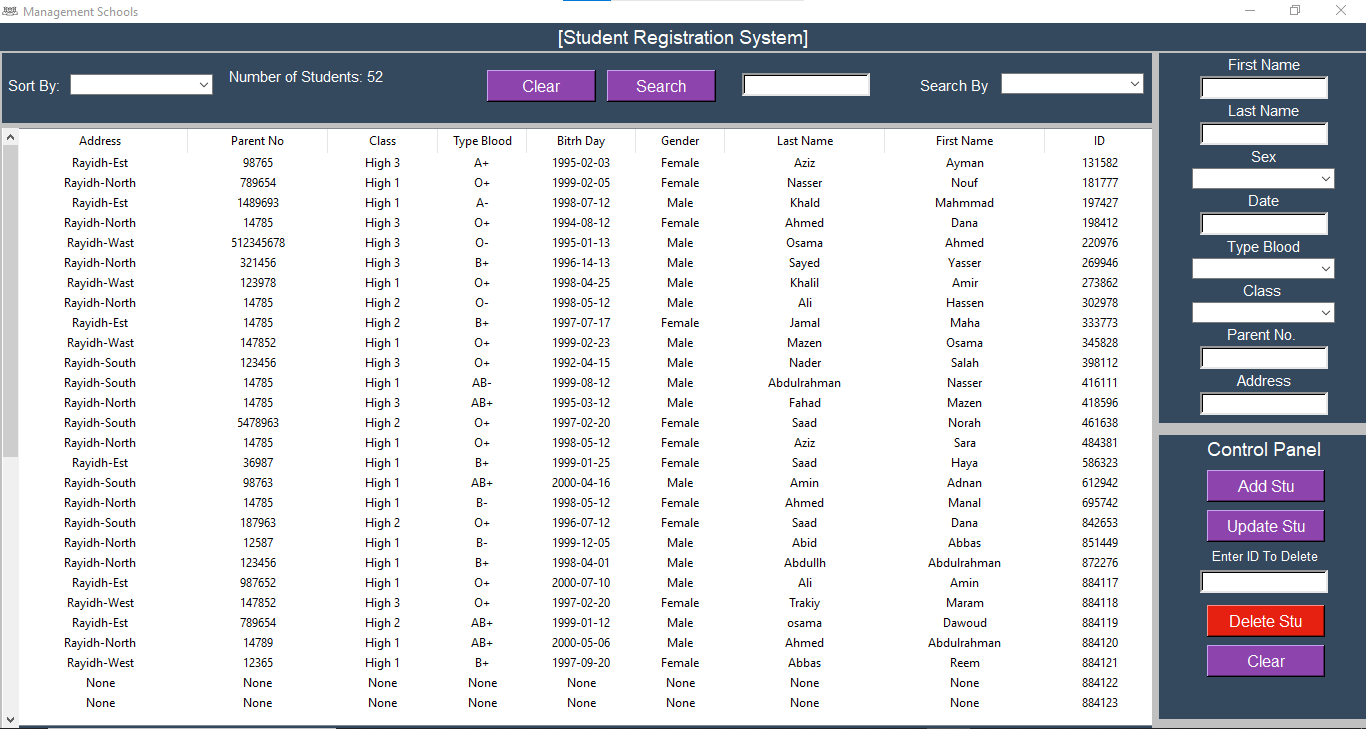 Management Schools
[Student Registration System]
Sort By:
Number of Students: 52
Clear
Search
Search By
Address Parent No Class Type Blood Bitrh Day Gender Last Name First Name ID
Rayidh-Est 98765 High 3 A+ 1995-02-03 Female Aziz Ayman 131582
Rayidh-North 789654 High 1 O+ 1999-02-05 Female Nasser Nouf 181777
Rayidh-Est 1489693 High 1 A- 1998-07-12 Male Khald Mahmmad 197427
Rayidh-North 14785 High 3 O+ 1994-08-12 Female Ahmed Dana 198412
Rayidh-Wast 512345678 High 3 O- 1995-01-13 Male Osama Ahmed 220976
Rayidh-North 321456 High 3 B+ 1996-14-13 Male Sayed Yasser 269946
Rayidh-Wast 123978 High 1 O+ 1998-04-25 Male Khalil Amir 273862
Rayidh-North 14785 High 2 O- 1998-05-12 Male Ali Hassen 302978
Rayidh-Est 14785 High 2 B+ 1997-07-17 Female Jamal Maha 333773
Rayidh-Wast 147852 High 1 O+ 1999-02-23 Male Mazen Osama 345828
Rayidh-South 123456 High 3 O+ 1992-04-15 Male Nader Salah 398112
Rayidh-South 14785 High 1 AB- 1999-08-12 Male Abdulrahman Nasser 416111
Rayidh-North 14785 High 3 AB+ 1995-03-12 Male Fahad Mazen 418596
Rayidh-South 5478963 High 2 O+ 1997-02-20 Female Saad Norah 461638
Rayidh-North 14785 High 1 O+ 1998-05-12 Female Aziz Sara 484381
Rayidh-Est 36987 High 1 B+ 1999-01-25 Female Saad Haya 586323
Rayidh-South 98763 High 1 AB+ 2000-04-16 Male Amin Adnan 612942
Rayidh-North 14785 High 1 B- 1998-05-12 Female Ahmed Manal 695742
Rayidh-South 187963 High 2 O+ 1996-07-12 Female Saad Dana 842653
Rayidh-North 12587 High 1 B- 1999-12-05 Male Abid Abbas 851449
Rayidh-North 123456 High 1 B+ 1998-04-01 Male Abdullh Abdulrahman 872276
Rayidh-Est 987652 High 1 O+ 2000-07-10 Male Ali Amin 884117
Rayidh-West 147852 High 3 O+ 1997-02-20 Female Trakiy Maram 884118
Rayidh-Est 789654 High 2 AB+ 1999-01-12 Male osama Dawoud 884119
Rayidh-North 14789 High 1 AB+ 2000-05-06 Male Ahmed Abdulrahman 884120
Rayidh-West 12365 High 1 B+ 1997-09-20 Female Abbas Reem 884121
None None None None None None None None 884122
None None None None None None None None 884123
First Name
Last Name
Sex
Date
Type Blood
Class
Parent No.
Address
Control Panel
Add Stu
Update Stu
Enter ID To Delete
Delete Stu
Clear